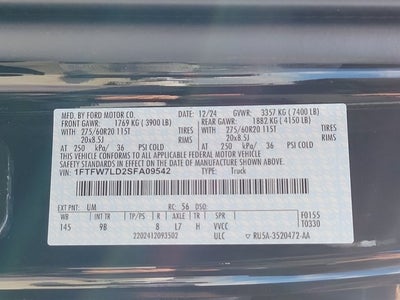 MFD. BY FORD MOTOR CO. 12/24 GVWR: 3357 KG ( 7400 LB)
FRONT GAWR: 1769 KG ( 3900 LB) REAR GAWR: 1882 KG ( 4150 LB)
275/60R20 115T TIRES 275/60R20 115T TIRES
20x8.5J RIMS 20x8.5J RIMS
AT 250 kPa/ 36 PSI COLD AT 250 kPa/ 36 PSI COLD
THIS VEHICLE CONFORMS TO ALL APPLICABLE FEDERAL MOTOR VEHICLE
SAFETY STANDARDS IN EFFECT ON THE DATE OF MANUFACTURE SHOWN ABOVE.
VIN: 1FTFW7LD2SFA09542 TYPE: Truck
EXT PNT: UM RC: 56 DSO: F0155
WB INT TR TP/PS R AXLE TR SPR T0330
145 9B 8 L7 H VVCC
2202412093502 ULC RU5A-3520472-AA